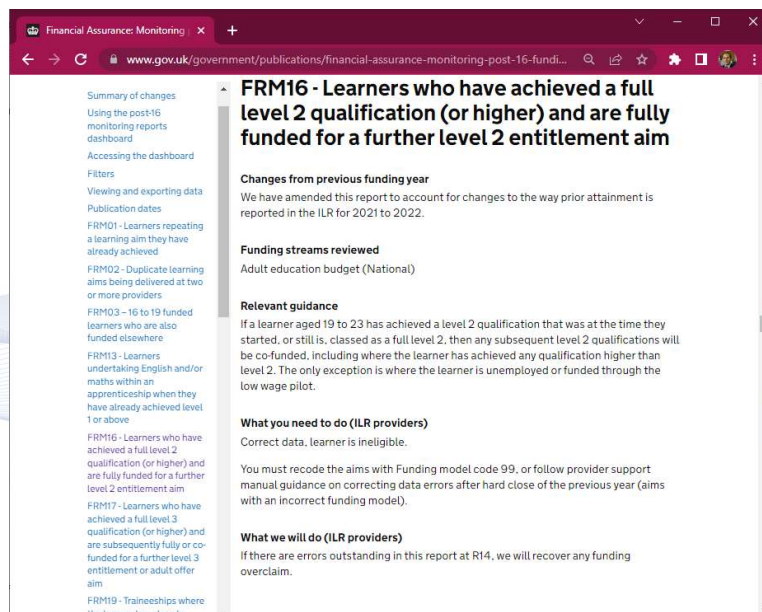 Financial Assurance: Monitoring
www.gov.uk/government/publications/financial-assurance-monitoring-post-16-fundi...
Summary of changes
Using the post-16
monitoring reports
dashboard
Accessing the dashboard
Filters
Viewing and exporting data
Publication dates
FRM01 - Learners repeating
a learning aim they have
already achieved
FRM02 - Duplicate learning
aims being delivered at two
or more providers
FRM03 – 16 to 19 funded
learners who are also
funded elsewhere
FRM13 - Learners
undertaking English and/or
maths within an
apprenticeship when they
have already achieved level
1 or above
FRM16 - Learners who have
achieved a full level 2
qualification (or higher) and
are fully funded for a further
level 2 entitlement aim
FRM17 - Learners who have
achieved a full level 3
qualification (or higher) and
are subsequently fully or co-
funded for a further level 3
entitlement or adult offer
aim
FRM19 - Traineeships where
FRM16 - Learners who have achieved a full
level 2 qualification (or higher) and are fully
funded for a further level 2 entitlement aim
Changes from previous funding year
We have amended this report to account for changes to the way prior attainment is
reported in the ILR for 2021 to 2022.
Funding streams reviewed
Adult education budget (National)
Relevant guidance
If a learner aged 19 to 23 has achieved a level 2 qualification that was at the time they
started, or still is, classed as a full level 2, then any subsequent level 2 qualifications will
be co-funded, including where the learner has achieved any qualification higher than
level 2. The only exception is where the learner is unemployed or funded through the
low wage pilot.
What you need to do (ILR providers)
Correct data, learner is ineligible.
You must recode the aims with Funding model code 99, or follow provider support
manual guidance on correcting data errors after hard close of the previous year (aims
with an incorrect funding model).
What we will do (ILR providers)
If there are errors outstanding in this report at R14, we will recover any funding
overclaim.